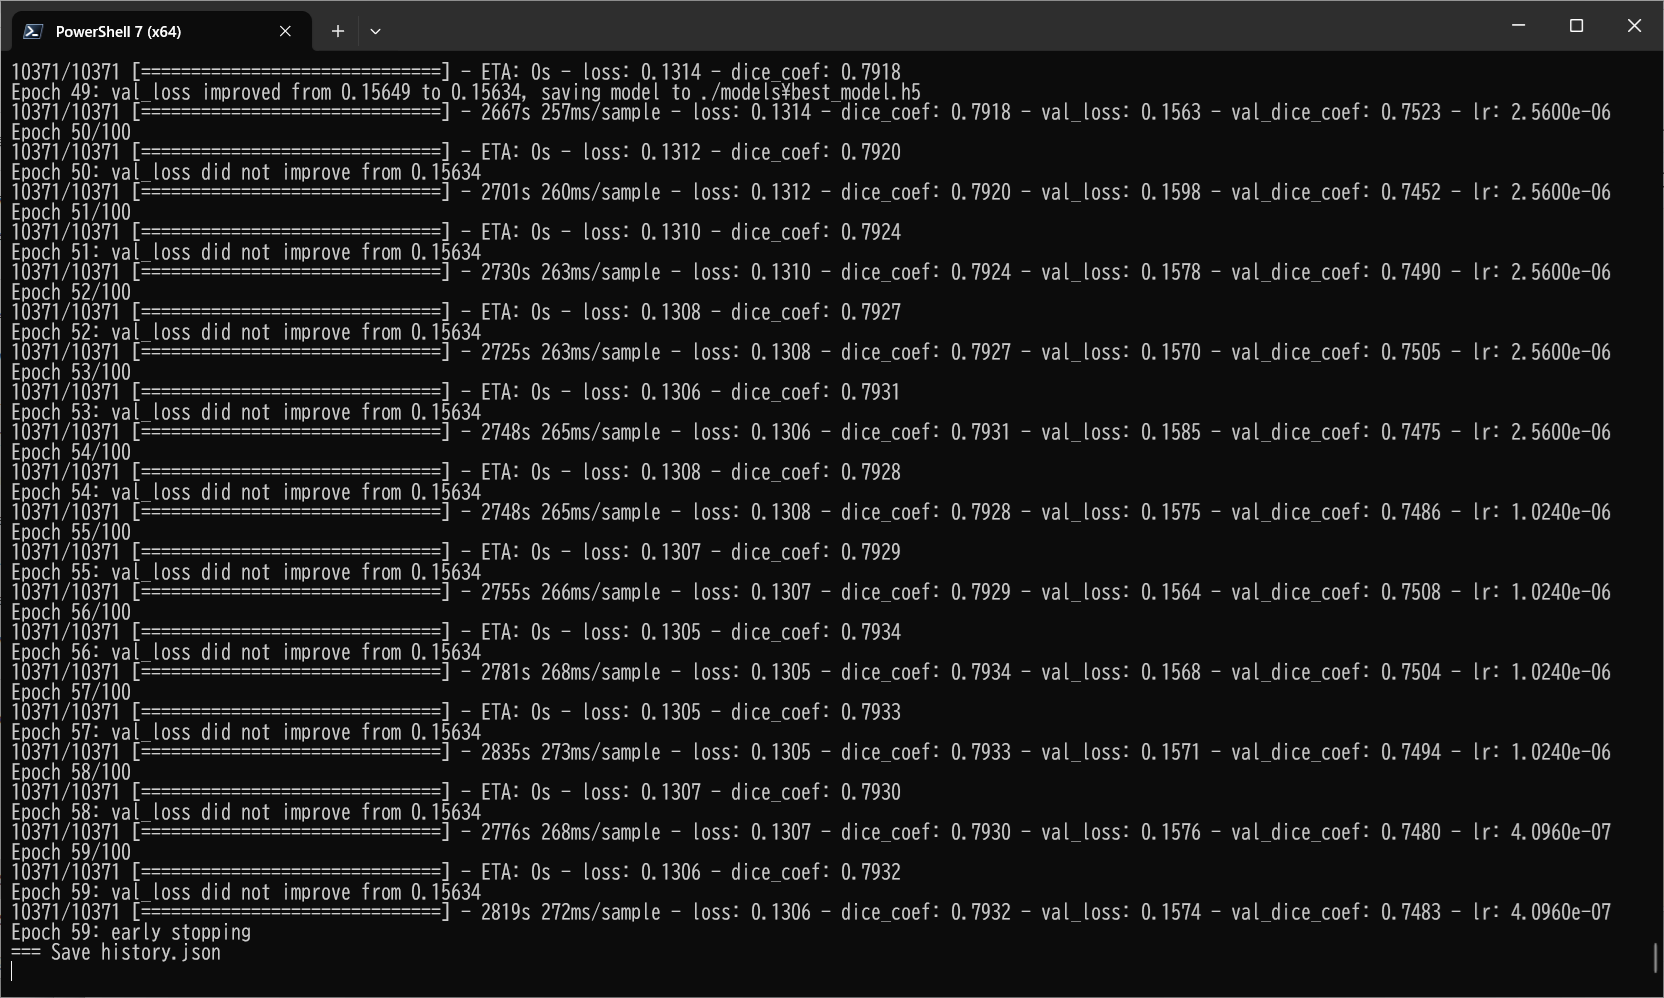 PowerShell 7 (x64)
10371/10371 [==============================] - ETA: 0s - loss: 0.1314 - dice_coef: 0.7918
Epoch 49: val_loss improved from 0.15649 to 0.15634, saving model to ./models¥best_model.h5
10371/10371 [==============================] - 2667s 257ms/sample - loss: 0.1314 - dice_coef: 0.7918 - val_loss: 0.1563 - val_dice_coef: 0.7523 - lr: 2.5600e-06
Epoch 50/100
10371/10371 [==============================] - ETA: 0s - loss: 0.1312 - dice_coef: 0.7920
Epoch 50: val_loss did not improve from 0.15634
10371/10371 [==============================] - 2701s 260ms/sample - loss: 0.1312 - dice_coef: 0.7920 - val_loss: 0.1598 - val_dice_coef: 0.7452 - lr: 2.5600e-06
Epoch 51/100
10371/10371 [==============================] - ETA: 0s - loss: 0.1310 - dice_coef: 0.7924
Epoch 51: val_loss did not improve from 0.15634
10371/10371 [==============================] - 2730s 263ms/sample - loss: 0.1310 - dice_coef: 0.7924 - val_loss: 0.1578 - val_dice_coef: 0.7490 - lr: 2.5600e-06
Epoch 52/100
10371/10371 [==============================] - ETA: 0s - loss: 0.1308 - dice_coef: 0.7927
Epoch 52: val_loss did not improve from 0.15634
10371/10371 [==============================] - 2725s 263ms/sample - loss: 0.1308 - dice_coef: 0.7927 - val_loss: 0.1570 - val_dice_coef: 0.7505 - lr: 2.5600e-06
Epoch 53/100
10371/10371 [==============================] - ETA: 0s - loss: 0.1306 - dice_coef: 0.7931
Epoch 53: val_loss did not improve from 0.15634
10371/10371 [==============================] - 2748s 265ms/sample - loss: 0.1306 - dice_coef: 0.7931 - val_loss: 0.1585 - val_dice_coef: 0.7475 - lr: 2.5600e-06
Epoch 54/100
10371/10371 [==============================] - ETA: 0s - loss: 0.1308 - dice_coef: 0.7928
Epoch 54: val_loss did not improve from 0.15634
10371/10371 [==============================] - 2748s 265ms/sample - loss: 0.1308 - dice_coef: 0.7928 - val_loss: 0.1575 - val_dice_coef: 0.7486 - lr: 1.0240e-06
Epoch 55/100
10371/10371 [==============================] - ETA: 0s - loss: 0.1307 - dice_coef: 0.7929
Epoch 55: val_loss did not improve from 0.15634
10371/10371 [==============================] - 2755s 266ms/sample - loss: 0.1307 - dice_coef: 0.7929 - val_loss: 0.1564 - val_dice_coef: 0.7508 - lr: 1.0240e-06
Epoch 56/100
10371/10371 [==============================] - ETA: 0s - loss: 0.1305 - dice_coef: 0.7934
Epoch 56: val_loss did not improve from 0.15634
10371/10371 [==============================] - 2781s 268ms/sample - loss: 0.1305 - dice_coef: 0.7934 - val_loss: 0.1568 - val_dice_coef: 0.7504 - lr: 1.0240e-06
Epoch 57/100
10371/10371 [==============================] - ETA: 0s - loss: 0.1305 - dice_coef: 0.7933
Epoch 57: val_loss did not improve from 0.15634
10371/10371 [==============================] - 2835s 273ms/sample - loss: 0.1305 - dice_coef: 0.7933 - val_loss: 0.1571 - val_dice_coef: 0.7494 - lr: 1.0240e-06
Epoch 58/100
10371/10371 [==============================] - ETA: 0s - loss: 0.1307 - dice_coef: 0.7930
Epoch 58: val_loss did not improve from 0.15634
10371/10371 [==============================] - 2776s 268ms/sample - loss: 0.1307 - dice_coef: 0.7930 - val_loss: 0.1576 - val_dice_coef: 0.7480 - lr: 4.0960e-07
Epoch 59/100
10371/10371 [==============================] - ETA: 0s - loss: 0.1306 - dice_coef: 0.7932
Epoch 59: val_loss did not improve from 0.15634
10371/10371 [==============================] - 2819s 272ms/sample - loss: 0.1306 - dice_coef: 0.7932 - val_loss: 0.1574 - val_dice_coef: 0.7483 - lr: 4.0960e-07
Epoch 59: early stopping
=== Save history.json